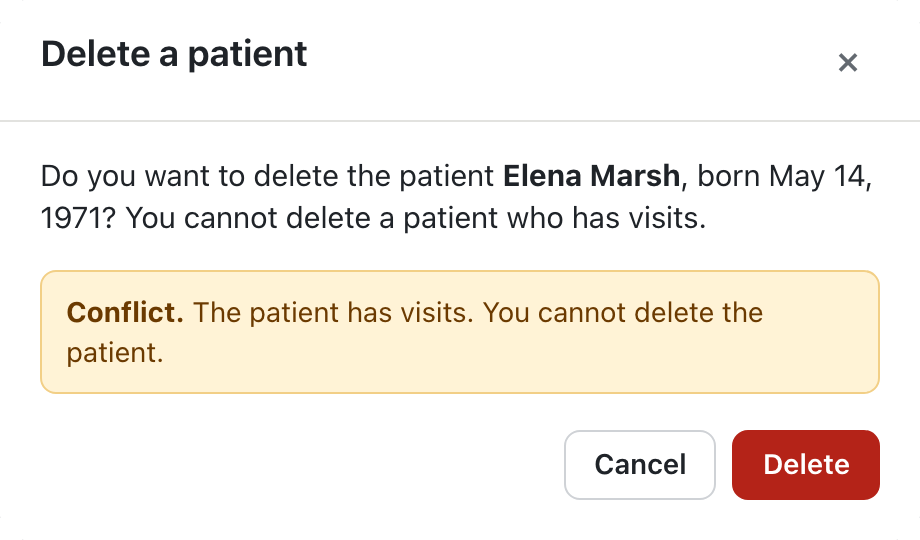 Delete a patient
×
Do you want to delete the patient Elena Marsh, born May 14,
1971? You cannot delete a patient who has visits.
Conflict. The patient has visits. You cannot delete the
patient.
Cancel
Delete